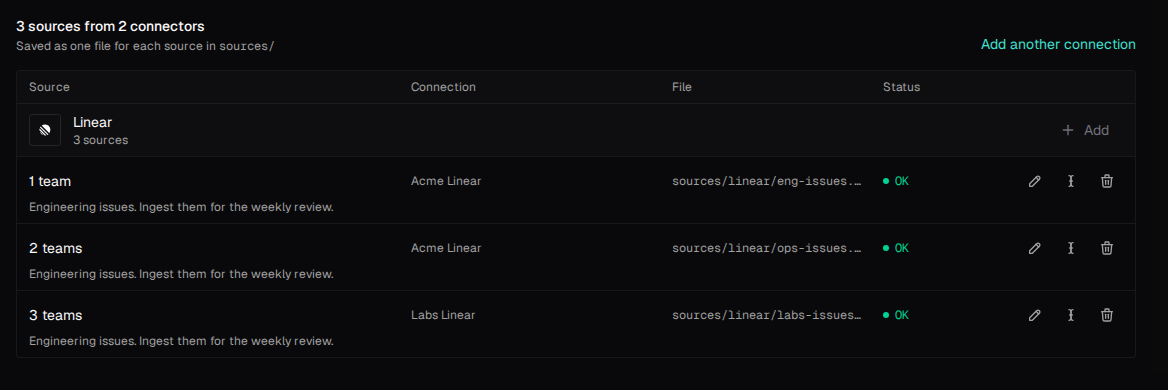 3 sources from 2 connectors
Saved as one file for each source in sources/
Add another connection
Source Connection File Status
Linear
3 sources
Add
1 team Acme Linear sources/linear/eng-issues.… OK
Engineering issues. Ingest them for the weekly review.
2 teams Acme Linear sources/linear/ops-issues.… OK
Engineering issues. Ingest them for the weekly review.
3 teams Labs Linear sources/linear/labs-issues… OK
Engineering issues. Ingest them for the weekly review.